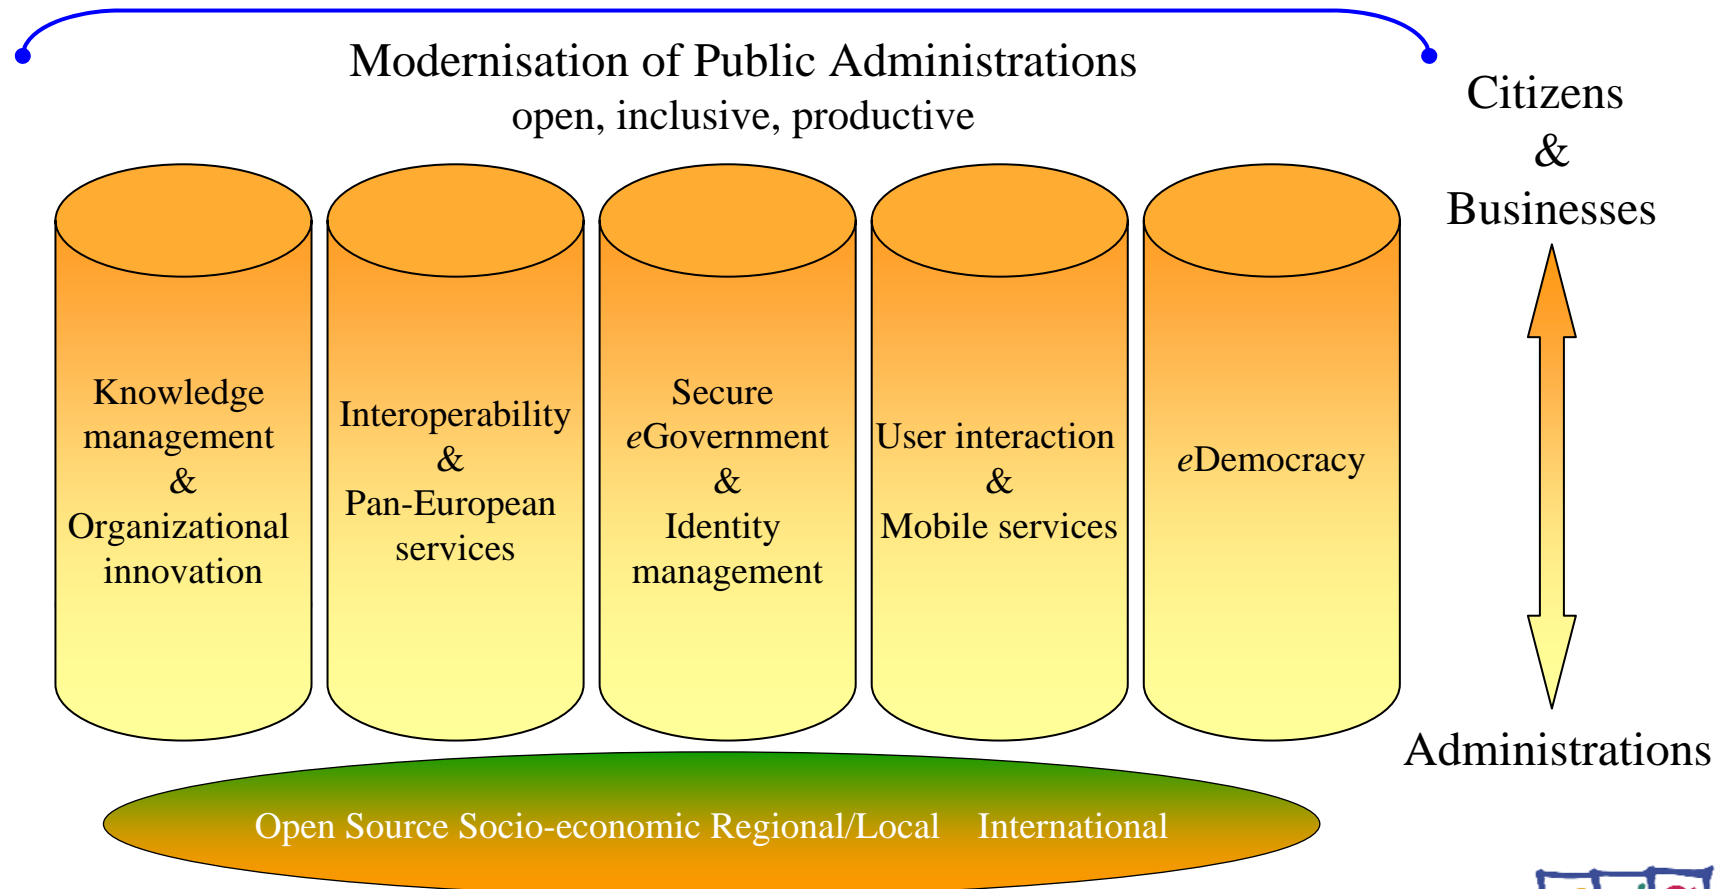 Modernisation of Public Administrations
open, inclusive, productive
Citizens
&
Businesses
Knowledge
management
&
Organizational
innovation
Interoperability
&
Pan-European
services
Secure
eGovernment
&
Identity
management
User interaction
&
Mobile services
eDemocracy
Administrations
Open Source Socio-economic Regional/Local International